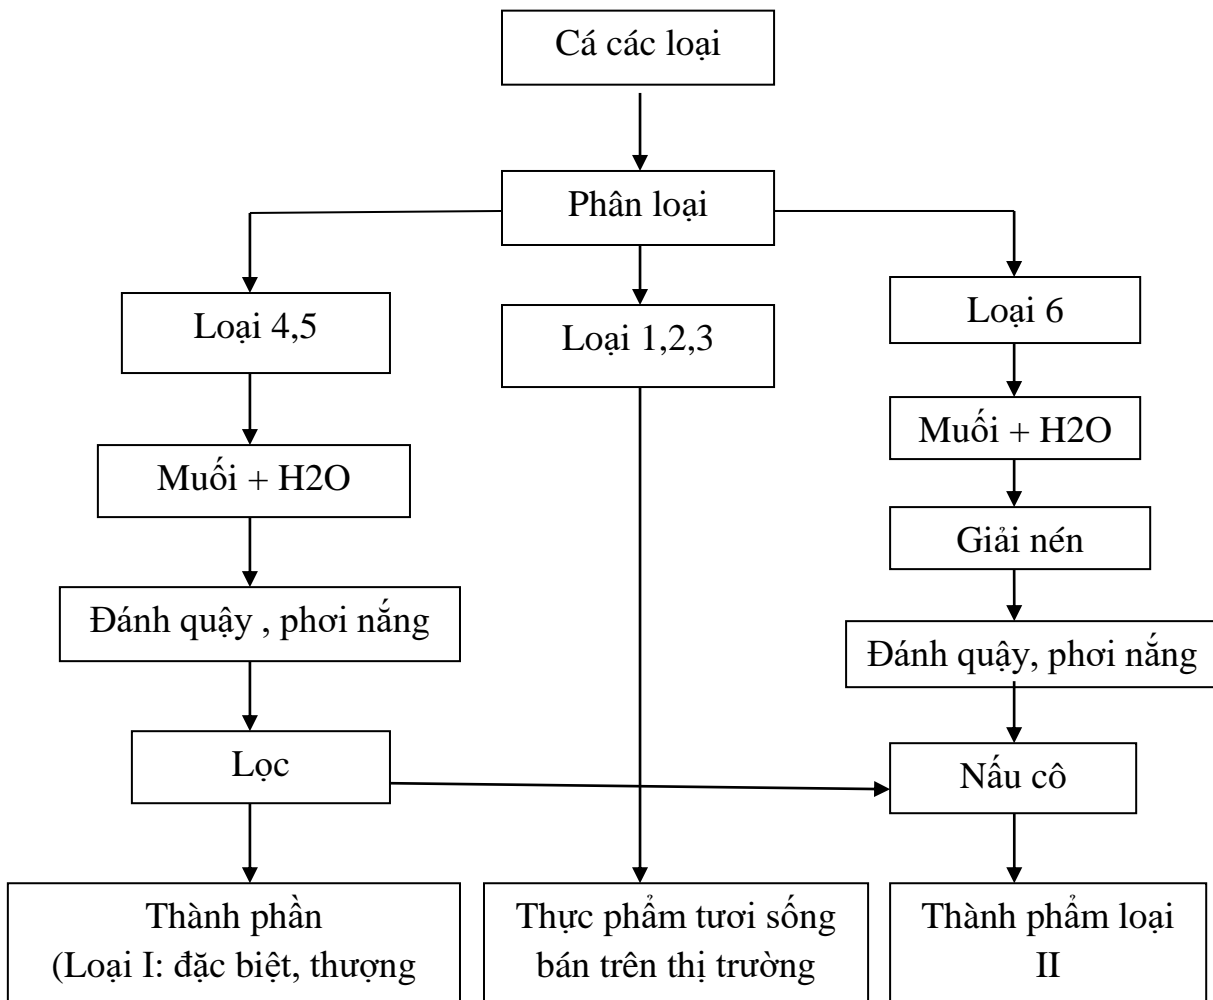 Cá các loại
Phân loại
Loại 4,5
Loại 1,2,3
Loại 6
Muối + H2O
Muối + H2O
Giải nén
Đánh quậy , phơi nắng
Đánh quậy, phơi nắng
Lọc
Nấu cô
Thành phần
(Loại I: đặc biệt, thượng
Thực phẩm tươi sống
bán trên thị trường
Thành phẩm loại
II